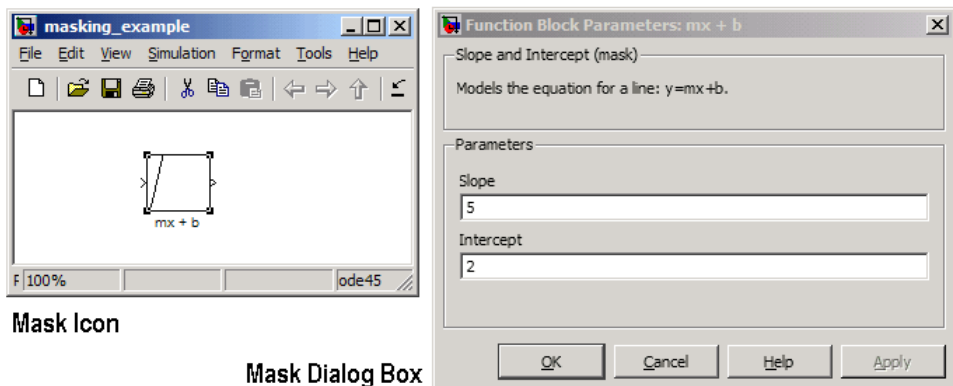 masking_example
File Edit View Simulation Format Tools Help
mx + b
F 100% ode45
Mask Icon
Function Block Parameters: mx + b
Slope and Intercept (mask)
Models the equation for a line: y=mx+b.
Parameters
Slope
5
Intercept
2
OK Cancel Help Apply
Mask Dialog Box